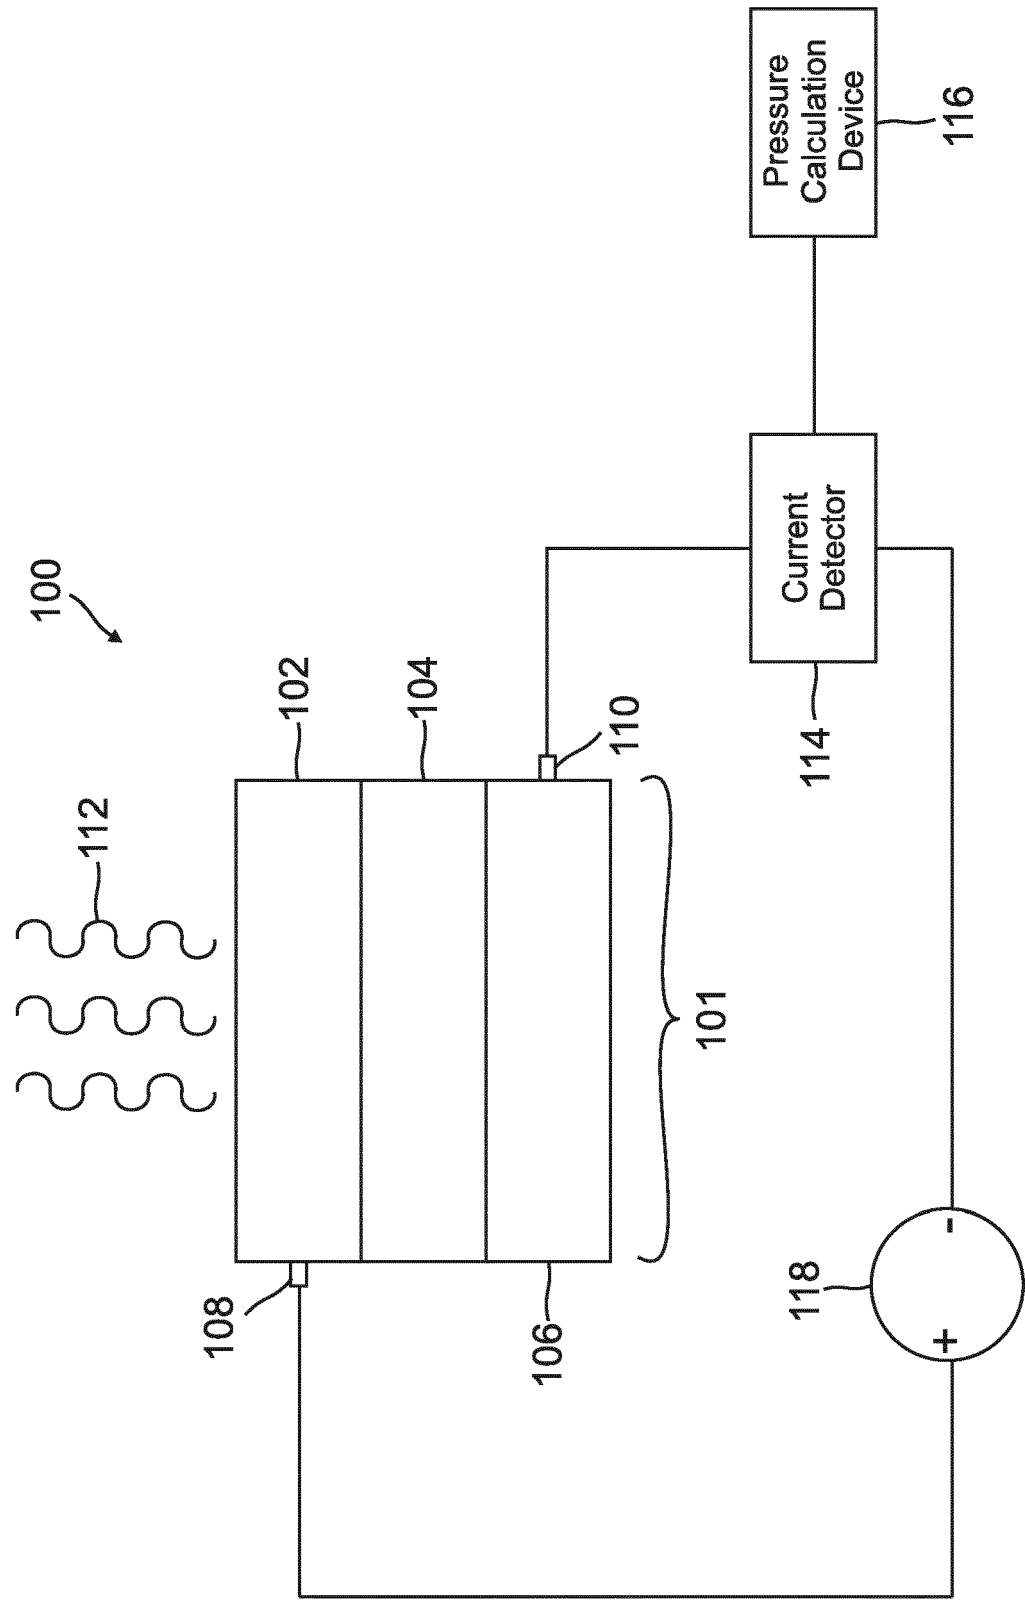 100
112
102
104
108
106
110
101
114
Current
Detector
Pressure
Calculation
Device
116
118
+
-